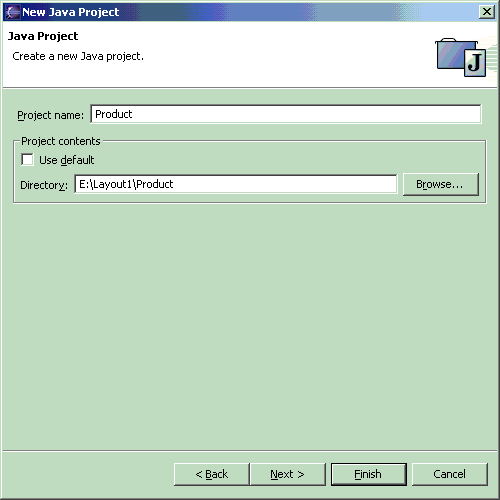 New Java Project
Java Project
Create a new Java project.
J
Project name: Product
Project contents
Use default
Directory: E:\Layout1\Product Browse...
< Back Next > Finish Cancel